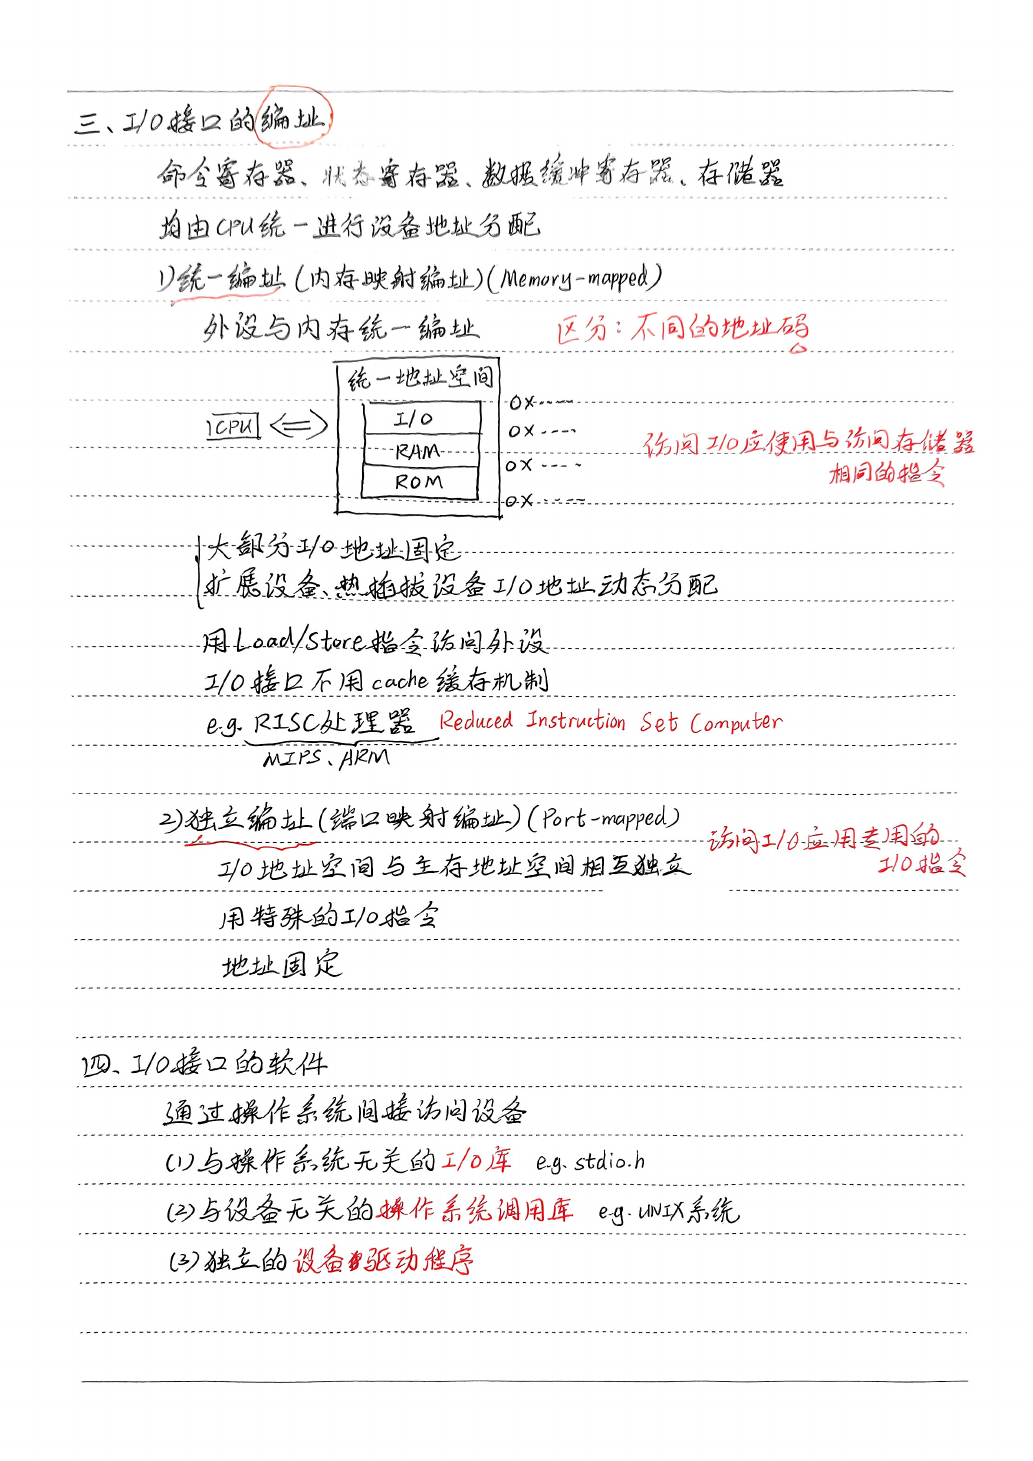 三、I/O接口的编址
命令寄存器、状态寄存器、数据缓冲寄存器、存储器
均由CPU统一进行设备地址分配
1)统一编址(内存映射编址)(Memory-mapped)
外设与内存统一编址 区分:不同的地址码
统一地址空间
0x-----
CPU I/O
0x----
访问I/O应使用与访问存储器
RAM
0x----
相同的指令
ROM
0x-----
大部分I/O地址固定
扩展设备、热插拔设备I/O地址动态分配
用Load/Store指令访问外设
I/O接口不用cache缓存机制
e.g. RISC处理器 Reduced Instruction Set Computer
MIPS、ARM
2)独立编址(端口映射编址)(Port-mapped)
访问I/O应用专用的
I/O指令
I/O地址空间与主存地址空间相互独立
用特殊的I/O指令
地址固定
四、I/O接口的软件
通过操作系统间接访问设备
(1)与操作系统无关的I/O库 e.g. stdio.h
(2)与设备无关的操作系统调用库 e.g. UNIX系统
(3)独立的设备驱动程序